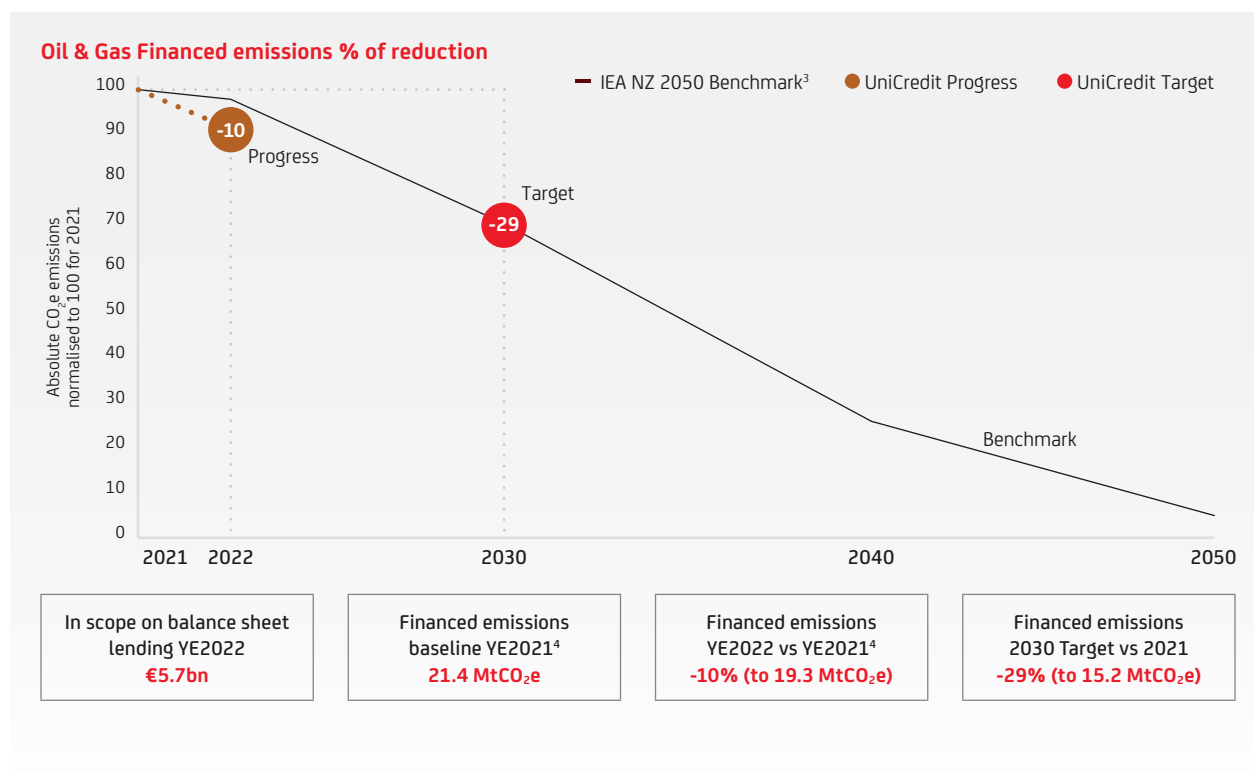 Oil & Gas Financed emissions % of reduction
IEA NZ 2050 Benchmark³
UniCredit Progress
UniCredit Target
100
90
80
70
60
50
40
30
20
10
0
Absolute CO₂e emissions
normalised to 100 for 2021
-10
Progress
Target
-29
Benchmark
2021 2022 2030 2040 2050
In scope on balance sheet
lending YE2022
€5.7bn
Financed emissions
baseline YE2021⁴
21.4 MtCO₂e
Financed emissions
YE2022 vs YE2021⁴
-10% (to 19.3 MtCO₂e)
Financed emissions
2030 Target vs 2021
-29% (to 15.2 MtCO₂e)